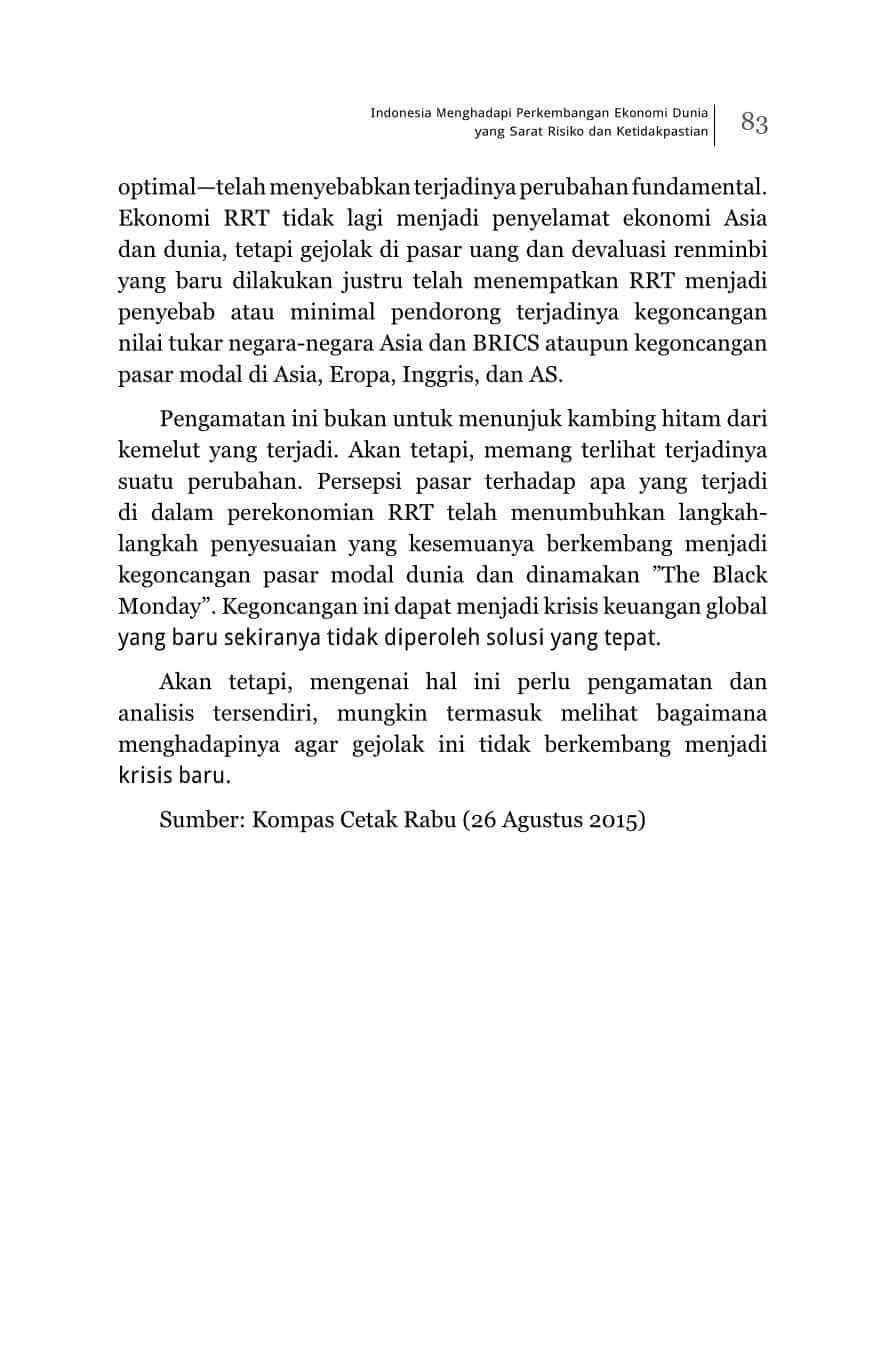 Indonesia Menghadapi Perkembangan Ekonomi Dunia
yang Sarat Risiko dan Ketidakpastian
83
optimal—telah menyebabkan terjadinya perubahan fundamental.
Ekonomi RRT tidak lagi menjadi penyelamat ekonomi Asia
dan dunia, tetapi gejolak di pasar uang dan devaluasi renminbi
yang baru dilakukan justru telah menempatkan RRT menjadi
penyebab atau minimal pendorong terjadinya kegoncangan
nilai tukar negara-negara Asia dan BRICS ataupun kegoncangan
pasar modal di Asia, Eropa, Inggris, dan AS.
Pengamatan ini bukan untuk menunjuk kambing hitam dari
kemelut yang terjadi. Akan tetapi, memang terlihat terjadinya
suatu perubahan. Persepsi pasar terhadap apa yang terjadi
di dalam perekonomian RRT telah menumbuhkan langkah-
langkah penyesuaian yang kesemuanya berkembang menjadi
kegoncangan pasar modal dunia dan dinamakan ”The Black
Monday”. Kegoncangan ini dapat menjadi krisis keuangan global
yang baru sekiranya tidak diperoleh solusi yang tepat.
Akan tetapi, mengenai hal ini perlu pengamatan dan
analisis tersendiri, mungkin termasuk melihat bagaimana
menghadapinya agar gejolak ini tidak berkembang menjadi
krisis baru.
Sumber: Kompas Cetak Rabu (26 Agustus 2015)